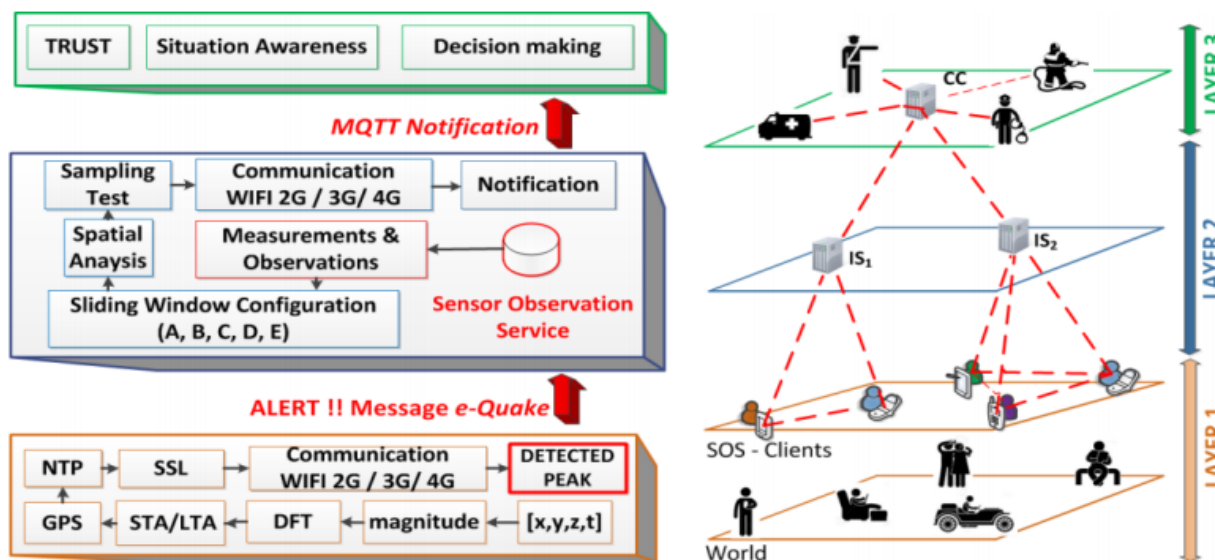 TRUST
Situation Awareness
Decision making
MQTT Notification
Sampling
Test
Communication
WIFI 2G / 3G/ 4G
Notification
Spatial
Anaysis
Measurements &
Observations
Sliding Window Configuration
(A, B, C, D, E)
Sensor Observation
Service
ALERT !! Message e-Quake
NTP
SSL
Communication
WIFI 2G / 3G/ 4G
DETECTED
PEAK
GPS
STA/LTA
DFT
magnitude
[x,y,z,t]
CC
LAYER 3
IS₁
IS₂
LAYER 2
SOS - Clients
World
LAYER 1